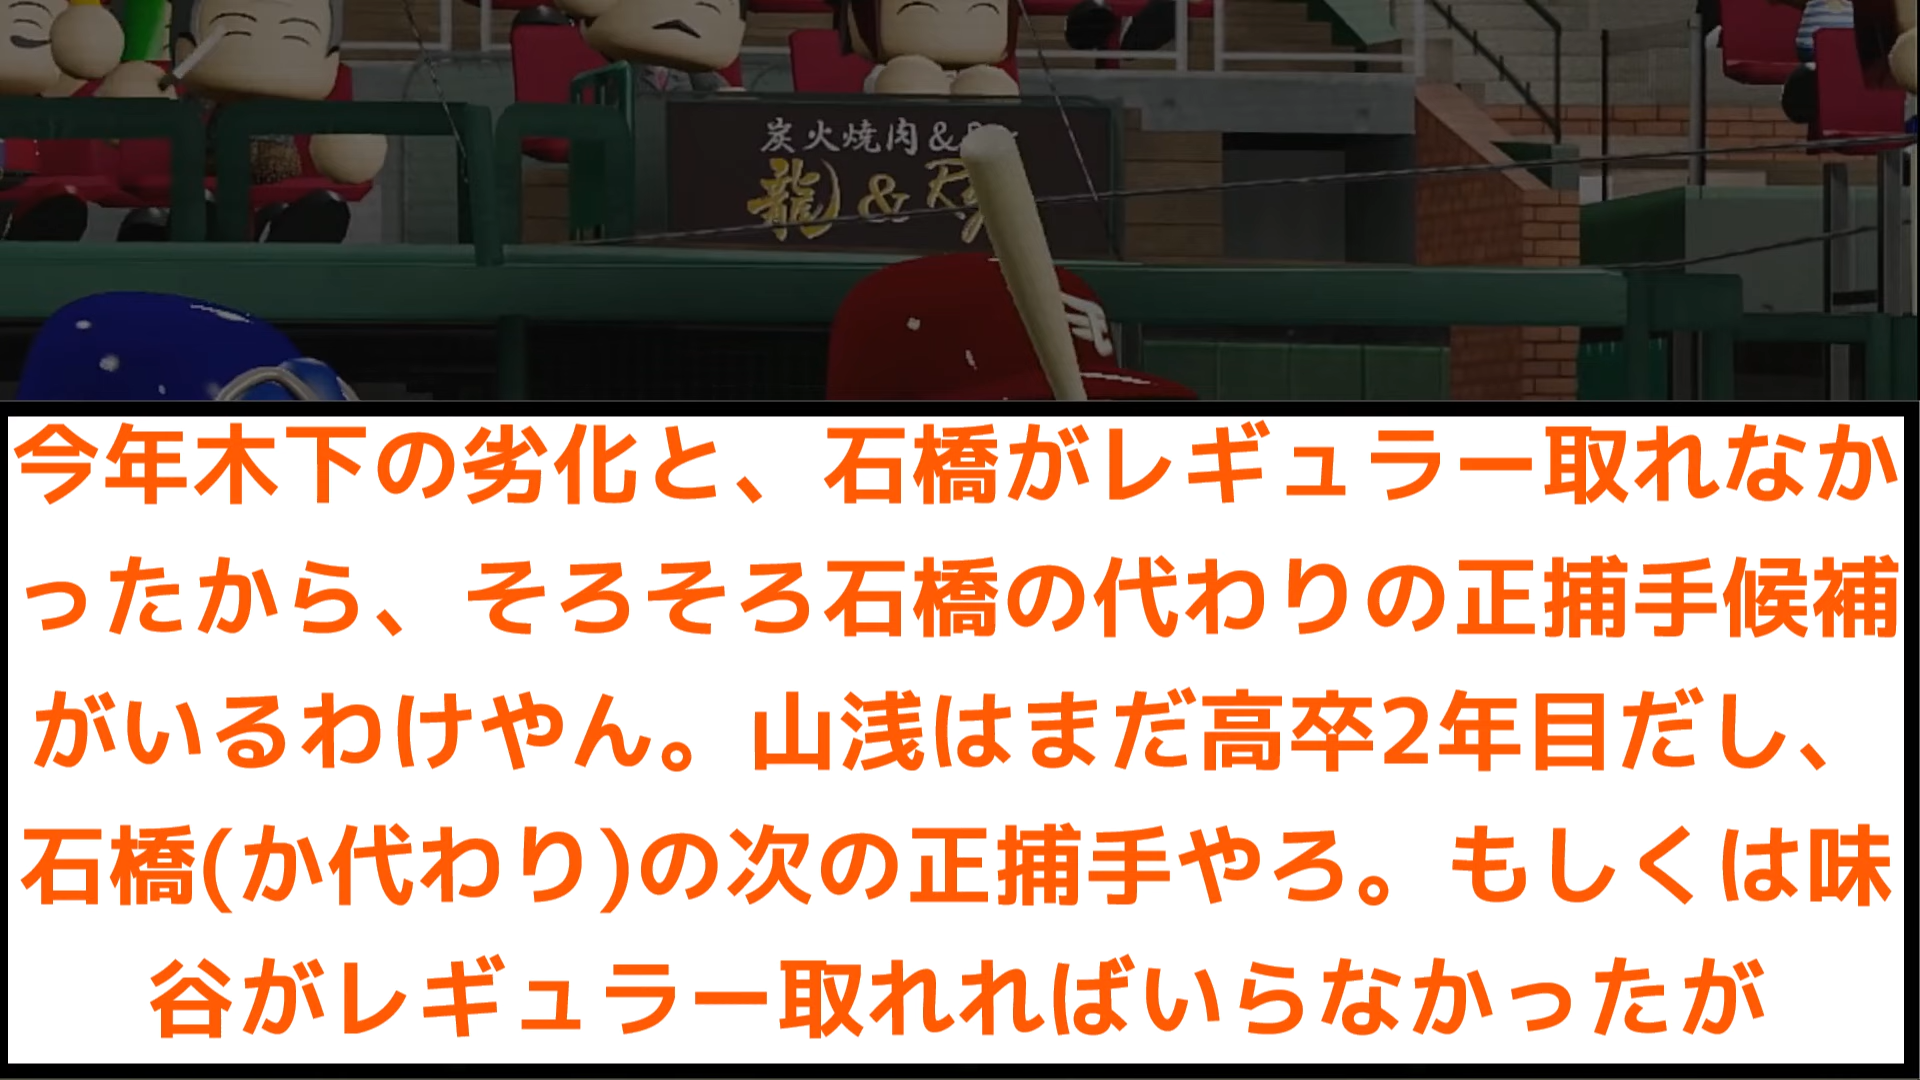 炭火焼肉&
龍&
今年木下の劣化と、石橋がレギュラー取れなか
ったから、そろそろ石橋の代わりの正捕手候補
がいるわけやん。山浅はまだ高卒2年目だし、
石橋(か代わり)の次の正捕手やろ。もしくは味
谷がレギュラー取れればいらなかったが